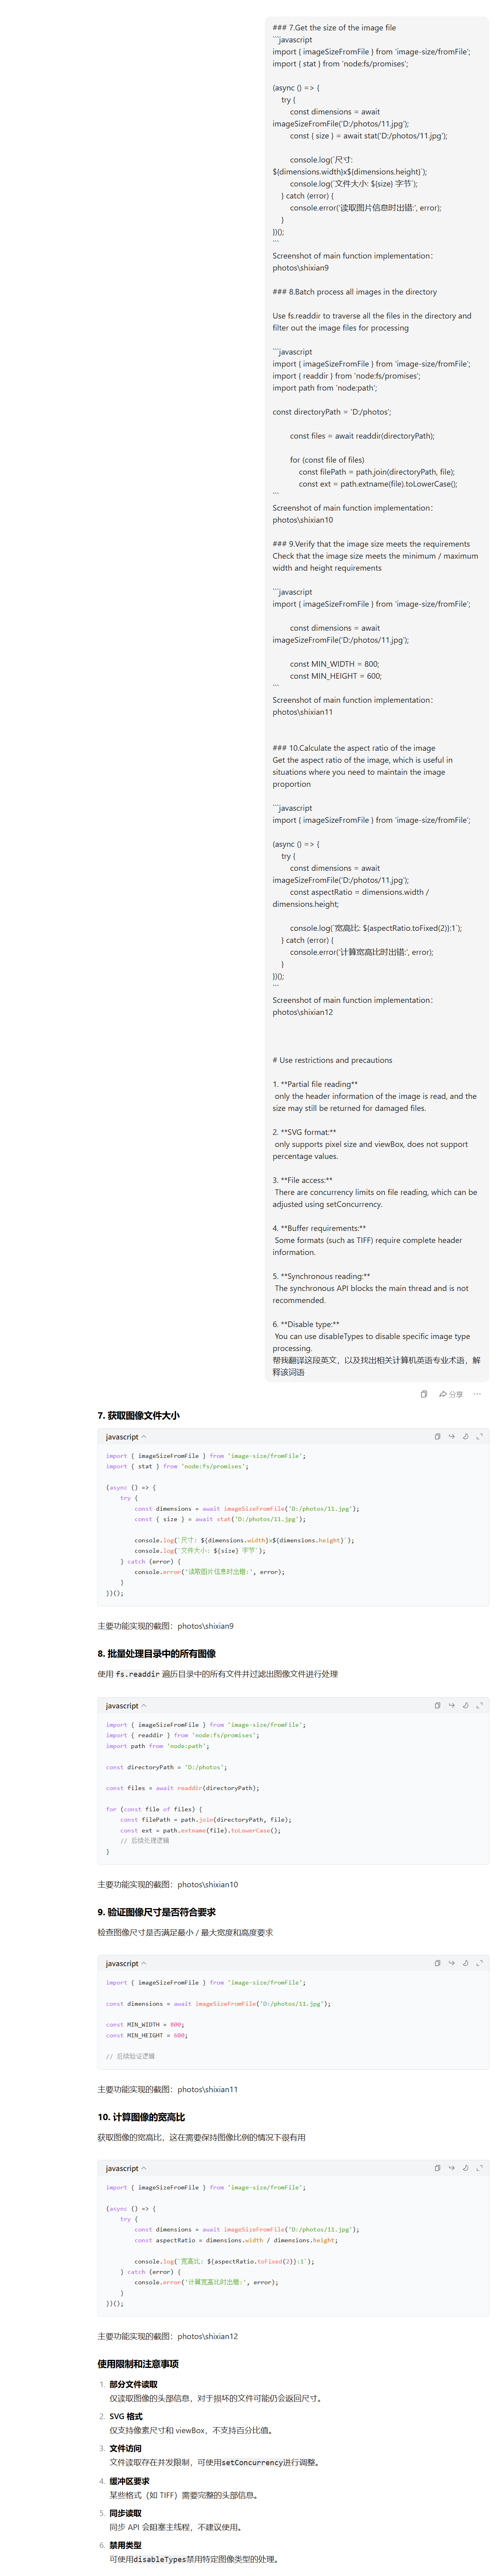 ### 7.Get the size of the image file
```javascript
import { imageSizeFromFile } from 'image-size/fromFile';
import { stat } from 'node:fs/promises';
(async () => {
    try {
        const dimensions = await
imageSizeFromFile('D:/photos/11.jpg');
        const { size } = await stat('D:/photos/11.jpg');
        console.log(`尺寸:
${dimensions.width}x${dimensions.height}`);
        console.log(`文件大小: ${size} 字节`);
    } catch (error) {
        console.error('读取图片信息时出错:', error);
    }
})();
```
Screenshot of main function implementation：
photos\shixian9
### 8.Batch process all images in the directory
Use fs.readdir to traverse all the files in the directory and
filter out the image files for processing
```javascript
import { imageSizeFromFile } from 'image-size/fromFile';
import { readdir } from 'node:fs/promises';
import path from 'node:path';
const directoryPath = 'D:/photos';
        const files = await readdir(directoryPath);
        for (const file of files)
            const filePath = path.join(directoryPath, file);
            const ext = path.extname(file).toLowerCase();
```
Screenshot of main function implementation：
photos\shixian10
### 9.Verify that the image size meets the requirements
Check that the image size meets the minimum / maximum
width and height requirements
```javascript
import { imageSizeFromFile } from 'image-size/fromFile';
        const dimensions = await
imageSizeFromFile('D:/photos/11.jpg');
        const MIN_WIDTH = 800;
        const MIN_HEIGHT = 600;
```
Screenshot of main function implementation：
photos\shixian11
### 10.Calculate the aspect ratio of the image
Get the aspect ratio of the image, which is useful in
situations where you need to maintain the image
proportion
```javascript
import { imageSizeFromFile } from 'image-size/fromFile';
(async () => {
    try {
        const dimensions = await
imageSizeFromFile('D:/photos/11.jpg');
        const aspectRatio = dimensions.width /
dimensions.height;
        console.log(`宽高比: ${aspectRatio.toFixed(2)}:1`);
    } catch (error) {
        console.error('计算宽高比时出错:', error);
    }
})();
```
Screenshot of main function implementation：
photos\shixian12
# Use restrictions and precautions
1. **Partial file reading**
only the header information of the image is read, and the
size may still be returned for damaged files.
2. **SVG format:**
only supports pixel size and viewBox, does not support
percentage values.
3. **File access:**
There are concurrency limits on file reading, which can be
adjusted using setConcurrency.
4. **Buffer requirements:**
Some formats (such as TIFF) require complete header
information.
5. **Synchronous reading:**
The synchronous API blocks the main thread and is not
recommended.
6. **Disable type:**
You can use disableTypes to disable specific image type
processing.
帮我翻译这段英文，以及找出相关计算机英语专业术语，解
释该词语
分享
7. 获取图像文件大小
javascript
import { imageSizeFromFile } from 'image-size/fromFile';
import { stat } from 'node:fs/promises';
(async () => {
    try {
        const dimensions = await imageSizeFromFile('D:/photos/11.jpg');
        const { size } = await stat('D:/photos/11.jpg');
        console.log(`尺寸: ${dimensions.width}x${dimensions.height}`);
        console.log(`文件大小: ${size} 字节`);
    } catch (error) {
        console.error('读取图片信息时出错:', error);
    }
})();
主要功能实现的截图：photos\shixian9
8. 批量处理目录中的所有图像
使用 fs.readdir 遍历目录中的所有文件并过滤出图像文件进行处理
javascript
import { imageSizeFromFile } from 'image-size/fromFile';
import { readdir } from 'node:fs/promises';
import path from 'node:path';
const directoryPath = 'D:/photos';
const files = await readdir(directoryPath);
for (const file of files) {
    const filePath = path.join(directoryPath, file);
    const ext = path.extname(file).toLowerCase();
    // 后续处理逻辑
}
主要功能实现的截图：photos\shixian10
9. 验证图像尺寸是否符合要求
检查图像尺寸是否满足最小 / 最大宽度和高度要求
javascript
import { imageSizeFromFile } from 'image-size/fromFile';
const dimensions = await imageSizeFromFile('D:/photos/11.jpg');
const MIN_WIDTH = 800;
const MIN_HEIGHT = 600;
// 后续验证逻辑
主要功能实现的截图：photos\shixian11
10. 计算图像的宽高比
获取图像的宽高比，这在需要保持图像比例的情况下很有用
javascript
import { imageSizeFromFile } from 'image-size/fromFile';
(async () => {
    try {
        const dimensions = await imageSizeFromFile('D:/photos/11.jpg');
        const aspectRatio = dimensions.width / dimensions.height;
        console.log(`宽高比: ${aspectRatio.toFixed(2)}:1`);
    } catch (error) {
        console.error('计算宽高比时出错:', error);
    }
})();
主要功能实现的截图：photos\shixian12
使用限制和注意事项
1. 部分文件读取
仅读取图像的头部信息，对于损坏的文件可能仍会返回尺寸。
2. SVG 格式
仅支持像素尺寸和 viewBox，不支持百分比值。
3. 文件访问
文件读取存在并发限制，可使用setConcurrency进行调整。
4. 缓冲区要求
某些格式（如 TIFF）需要完整的头部信息。
5. 同步读取
同步 API 会阻塞主线程，不建议使用。
6. 禁用类型
可使用disableTypes禁用特定图像类型的处理。